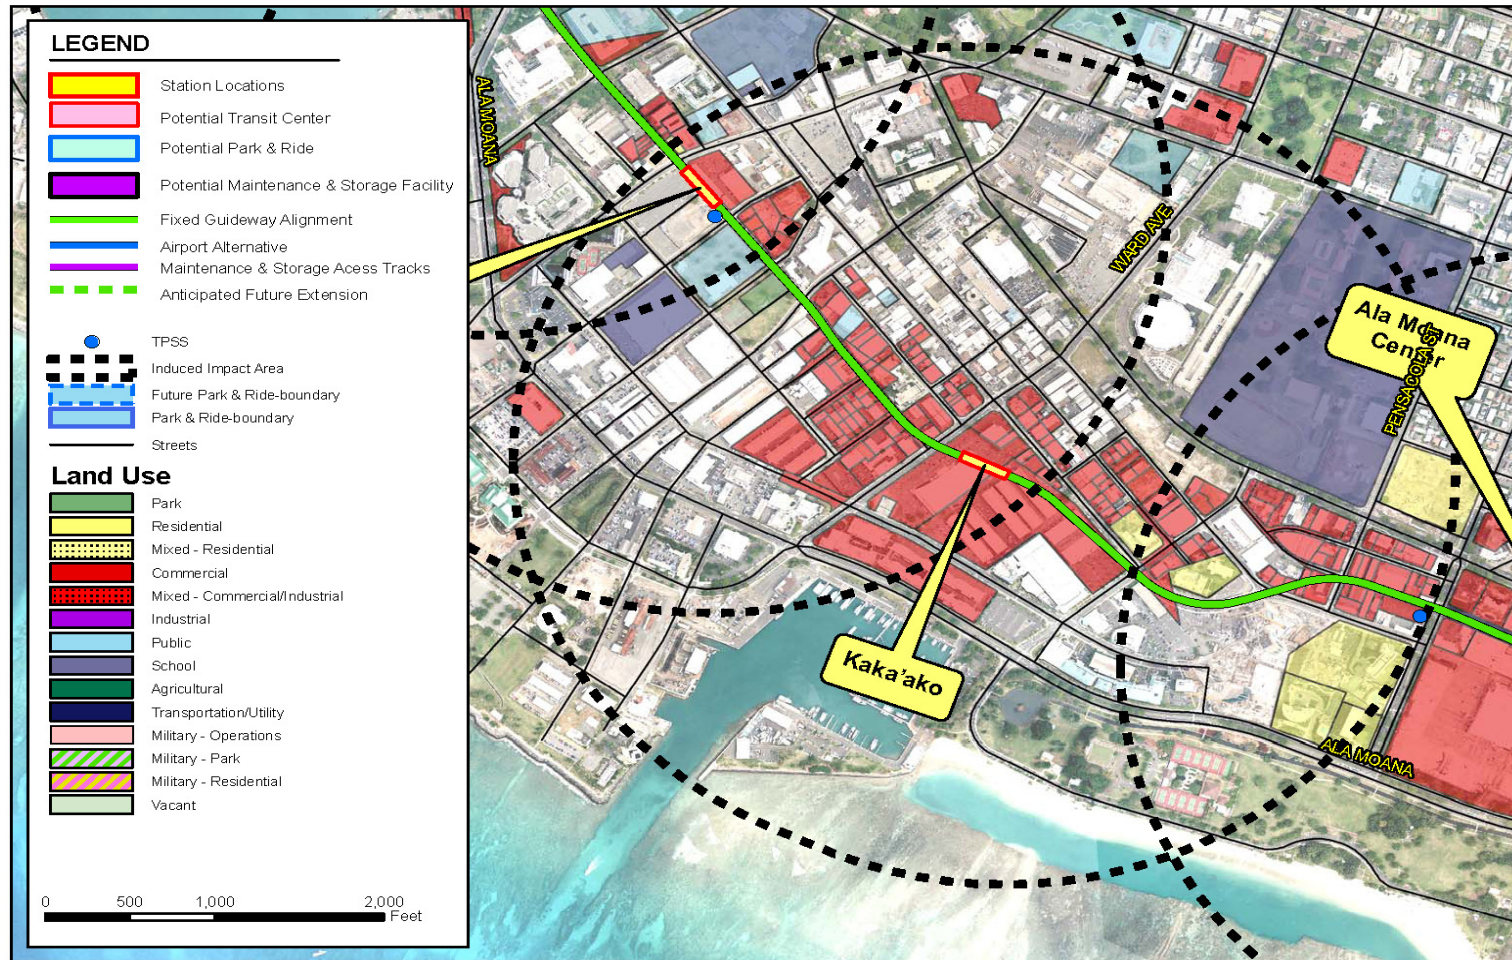 LEGEND
Station Locations
Potential Transit Center
Potential Park & Ride
Potential Maintenance & Storage Facility
Fixed Guideway Alignment
Airport Alternative
Maintenance & Storage Acess Tracks
Anticipated Future Extension
TPSS
Induced Impact Area
Future Park & Ride-boundary
Park & Ride-boundary
Streets
Land Use
Park
Residential
Mixed - Residential
Commercial
Mixed - Commercial/Industrial
Industrial
Public
School
Agricultural
Transportation/Utility
Military - Operations
Military - Park
Military - Residential
Vacant
0 500 1,000 2,000
Feet
ALA MOANA
WARD AVE
Ala Moana
Center
PENSACOLA ST
Kaka'ako
ALA MOANA